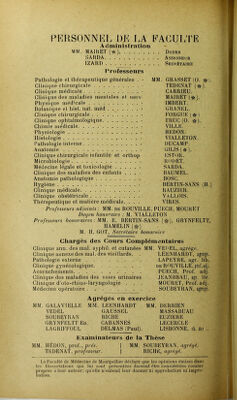 PERSONNEL DE LA FACULTÉ
Administration
MM. MAIRET (✻). . . . . Doyen
SARDA. . . . . Assesseur
IZARD . . . . . Secrétaire
Professeurs
Pathologie et thérapeutique générales . . MM. GRASSET (O. ✻).
Clinique chirurgicale . . . TEDENAT (✻).
Clinique médicale . . . CARRIEU.
Clinique des maladies mentales et nerv. MAIRET (✻).
Physique médicale . . . IMBERT.
Botanique et hist. nat. méd. . . GRANEL.
Clinique chirurgicale . . . FORGUE (✻)
Clinique ophtalmologique . . . TRUC (O. ✻).
Chimie médicale . . . VILLE.
Physiologie . . . HEDON.
Histologie . . . VIALLETON.
Pathologie interne . . . DUCAMP.
Anatomie . . . GILIS (✻).
Clinique chirurgicale infantile et orthop. ESTOR.
Microbiologie . . . RODET.
Médecine légale et toxicologie . . . SARDA.
Clinique des maladies des enfants . . . BAUMEL.
Anatomie pathologique . . . BOSC.
Hygiène . . . BERTIN-SANS (H.)
Clinique médicale . . . RAUZIER.
Clinique obstétricale . . . VALLOIS.
Thérapeutique et matière médicale . . . VIRES.
Professeurs adjoints : MM. DE ROUVILLE, PUECH, MOURET
Doyen honoraire : M. VIALLETON
Professeurs honoraires : MM. E. BERTIN-SANS (✻), GRYNFELTT,
HAMELIN (✻)
M. H. GOT, Secrétaire honoraire
Chargés des Cours Complémentaires
Clinique ann. des mal. syphil. et cutanées MM. VEDEL, agrégé.
Clinique annexe des mal. des vieillards. LEENHARDT, agrég.
Pathologie externe . . . LAPEYRE, agr. lib.
Clinique gynécologique . . . DE ROUVILLE, Prof. adj.
Accouchements . . . PUECH, Prof. adj.
Clinique des maladies des voies urinaires JEANBRAU, agr. lib.
Clinique d'oto-rhino-laryngologie . . . MOURET, Prof. adj.
Médecine opératoire . . . SOUBEYRAN, agrég.
Agrégés en exercice
MM. GALAVIELLE MM. LEENHARDT MM. DERRIEN
VEDEL GAUSSEL MASSABUAU
SOUBEYRAN RICHE EUZIERE
GRYNFELTT Ed. CABANNES LECERCLE
LAGRIFFOUL DELMAS (Paul) LISBONNE
Examinateurs de la Thèse
MM. HÉDON, prof., prés. MM. SOUBEYRAN, agrégé.
TEDENAT, professeur. RICHE, agrégé.
La Faculté de Médecine de Montpellier déclare que les opinions émises dans
les Dissertations qui lui sont présentées doivent être considérées comme
propres à leur auteur; qu'elle n'entend leur donner ni approbation ni impro-
bation.